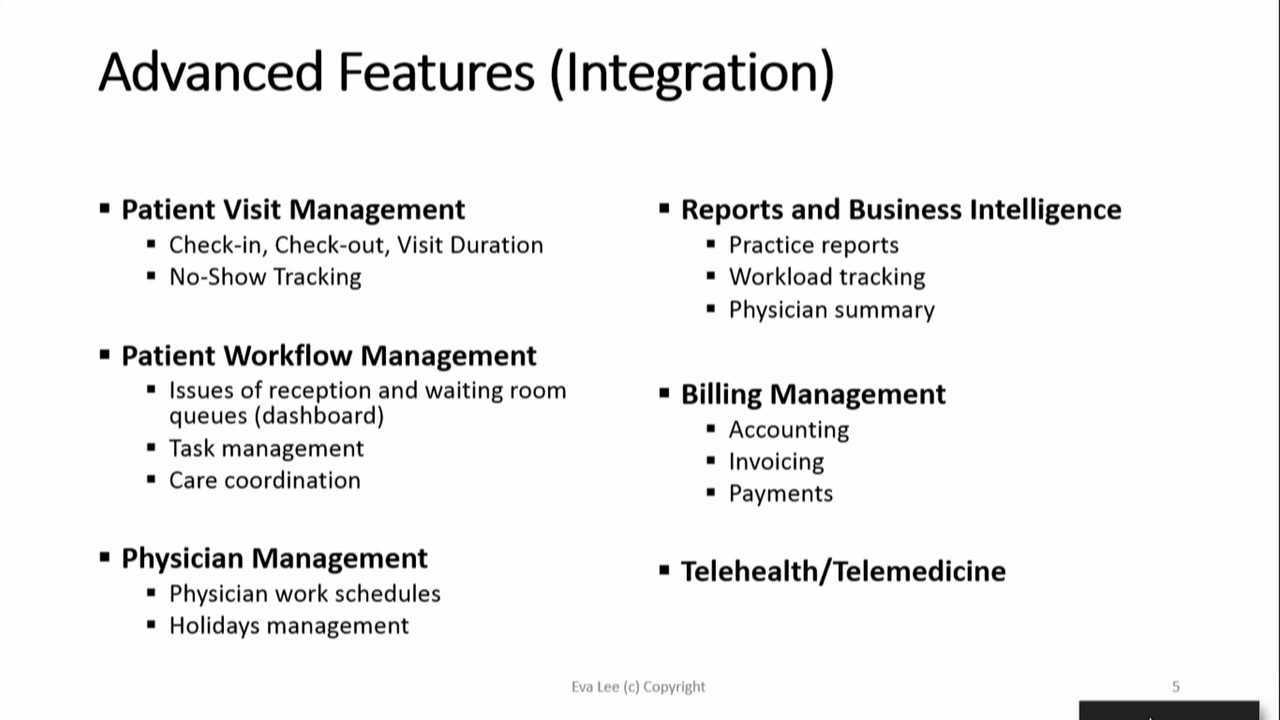 Advanced Features (Integration)
▪ Patient Visit Management
▪ Check-in, Check-out, Visit Duration
▪ No-Show Tracking
▪ Patient Workflow Management
▪ Issues of reception and waiting room
queues (dashboard)
▪ Task management
▪ Care coordination
▪ Physician Management
▪ Physician work schedules
▪ Holidays management
▪ Reports and Business Intelligence
▪ Practice reports
▪ Workload tracking
▪ Physician summary
▪ Billing Management
▪ Accounting
▪ Invoicing
▪ Payments
▪ Telehealth/Telemedicine
Eva Lee (c) Copyright
5